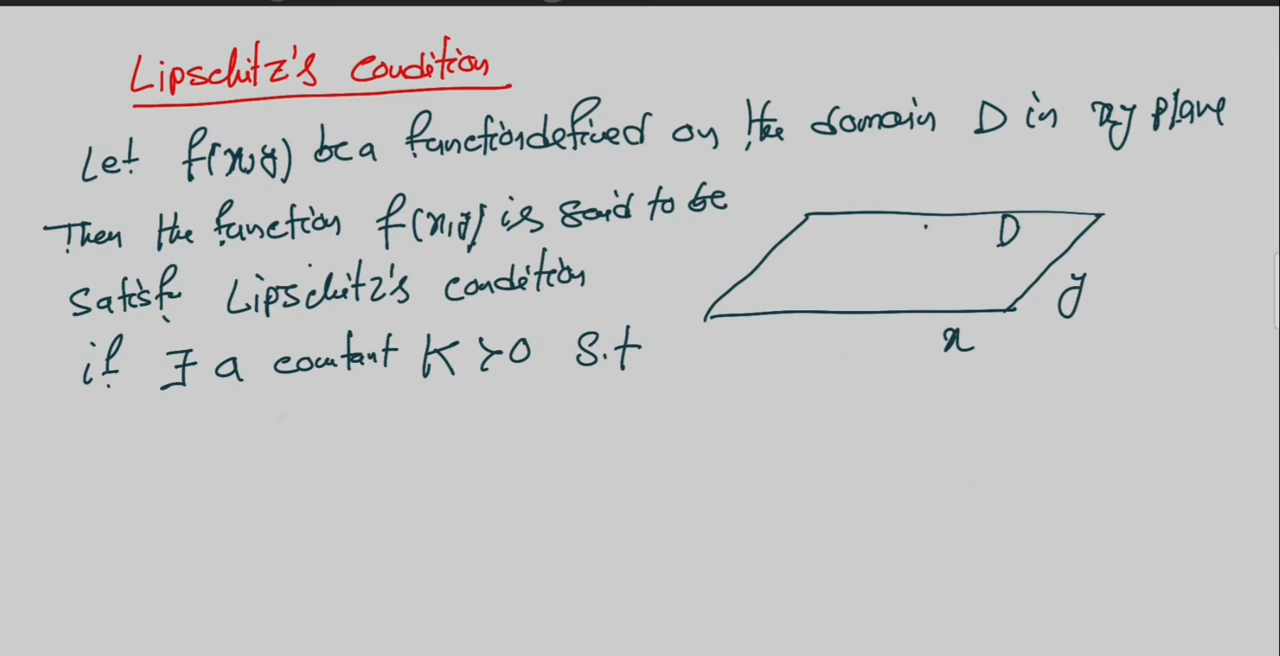 Lipschitz's condition
Let f(x,y) be a function defined on the domain D in xy plane
Then the function f(x,y) is said to be
satisfy Lipschitz's condition
if ∃ a constant K>0 s.t
D
y
x